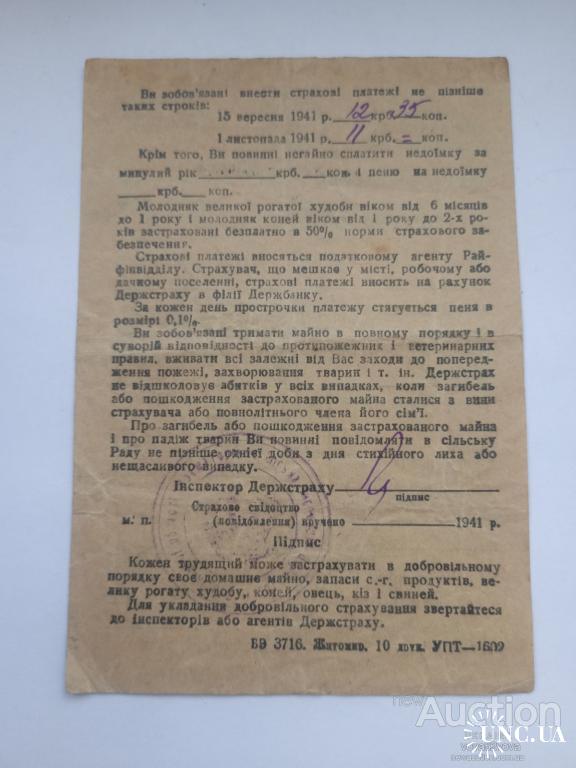 Ви зобов'язані внести страхові платежі не пізніше
таких строків:
15 вересня 1941 р. 12 крб 35 коп.
1 листопада 1941 р. 11 крб. = коп.
Крім того, Ви повинні негайно сплатити недоїмку за
минулий рік крб. коп. і пеню на недоїмку
крб. коп.
Молодняк великої рогатої худоби віком від 6 місяців
до 1 року і молодняк коней віком від 1 року до 2-х ро-
ків застраховані безплатно в 50% норми страхового за-
безпечення.
Страхові платежі вносяться податковому агенту Рай-
фінвідділу. Страхувач, що мешкає у місті, робочому або
дачному поселенні, страхові платежі вносить на рахунок
Держстраху в філії Держбанку.
За кожен день прострочки платежу стягується пеня в
розмірі 0,1%.
Ви зобов'язані тримати майно в повному порядку і в
суворій відповідності до протипожежних і ветеринарних
правил, вживати всі залежні від Вас заходи до поперед-
ження пожежі, захворювання тварин і т. ін. Держстрах
не відшкодовує збитків у всіх випадках, коли загибель
або пошкодження застрахованого майна сталися з вини
страхувача або повнолітнього члена його сім'ї.
Про загибель або пошкодження застрахованого майна
і про падіж тварин Ви повинні повідомляти в сільську
Раду не пізніше однієї доби з дня стихійного лиха або
нещасливого випадку.
Інспектор Держстраху
підпис
Страхове свідоцтво
м. п. (повідомлення) вручено 1941 р.
Підпис
Кожен трудящий може застрахувати в добровільному
порядку своє домашнє майно, запаси с.-г. продуктів, ве-
лику рогату худобу, коней, овець, кіз і свиней.
Для укладання добровільного страхування звертайтеся
до інспекторів або агентів Держстраху.
БЭ 3716. Житомир, 10 друк. УПТ—1609
Auction
UNC.UA